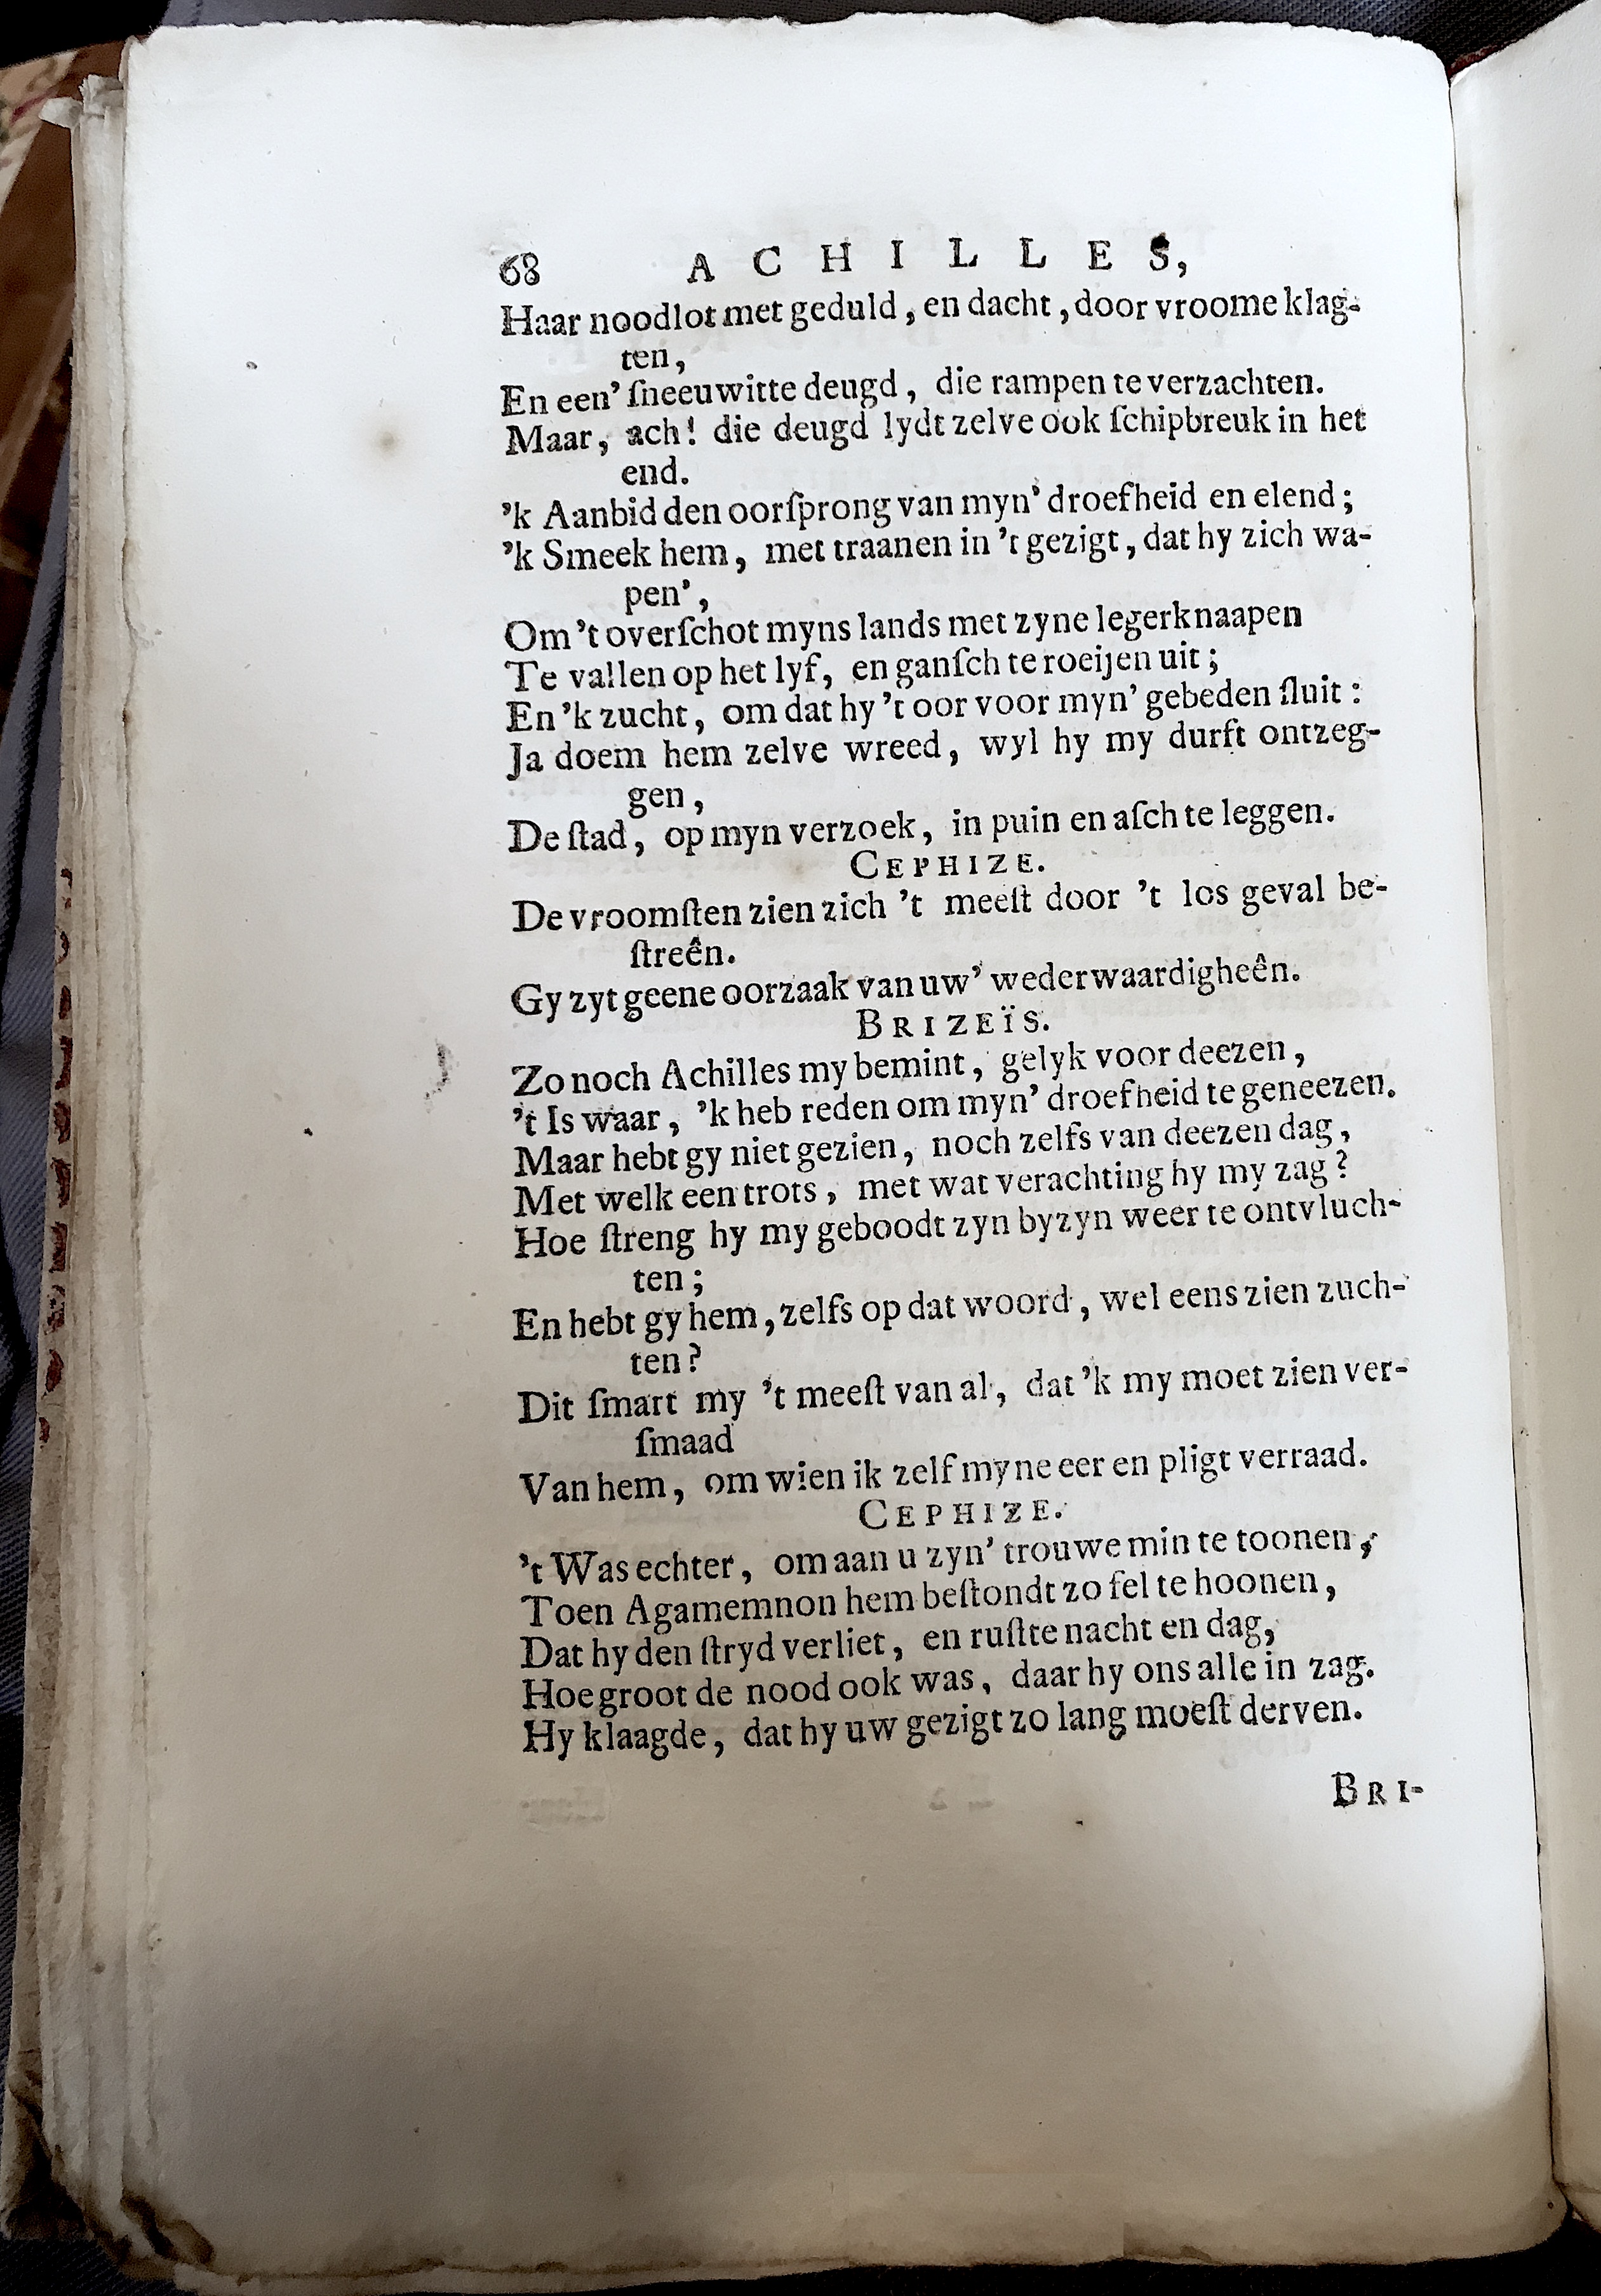 68 ACHILLES,
Haar noodlot met geduld, en dacht, door vroome klag-
ten,
En een' ſneeuwitte deugd, die rampen te verzachten.
Maar, ach! die deugd lydt zelve ook ſchipbreuk in het
end.
'k Aanbid den oorſprong van myn' droefheid en elend;
'k Smeek hem, met traanen in 't gezigt, dat hy zich wa-
pen',
Om 't overſchot myns lands met zyne legerknaapen
Te vallen op het lyf, en ganſch te roeijen uit;
En 'k zucht, om dat hy 't oor voor myn' gebeden ſluit:
Ja doem hem zelve wreed, wyl hy my durft ontzeg-
gen,
De ſtad, op myn verzoek, in puin en aſch te leggen.
CEPHIZE.
De vroomſten zien zich 't meeſt door 't los geval be-
ſtreên.
Gy zyt geene oorzaak van uw' wederwaardigheên.
BRIZEÏS.
Zo noch Achilles my bemint, gelyk voor deezen,
't Is waar, 'k heb reden om myn' droefheid te geneezen.
Maar hebt gy niet gezien, noch zelfs van deezen dag,
Met welk een trots, met wat verachting hy my zag?
Hoe ſtreng hy my geboodt zyn byzyn weer te ontvluch-
ten;
En hebt gy hem, zelfs op dat woord, wel eens zien zuch-
ten?
Dit ſmart my 't meeſt van al, dat 'k my moet zien ver-
ſmaad
Van hem, om wien ik zelf myne eer en pligt verraad.
CEPHIZE.
't Was echter, om aan u zyn' trouwe min te toonen,
Toen Agamemnon hem beſtondt zo fel te hoonen,
Dat hy den ſtryd verliet, en ruſtte nacht en dag,
Hoe groot de nood ook was, daar hy ons alle in zag.
Hy klaagde, dat hy uw gezigt zo lang moeſt derven.
BRI-